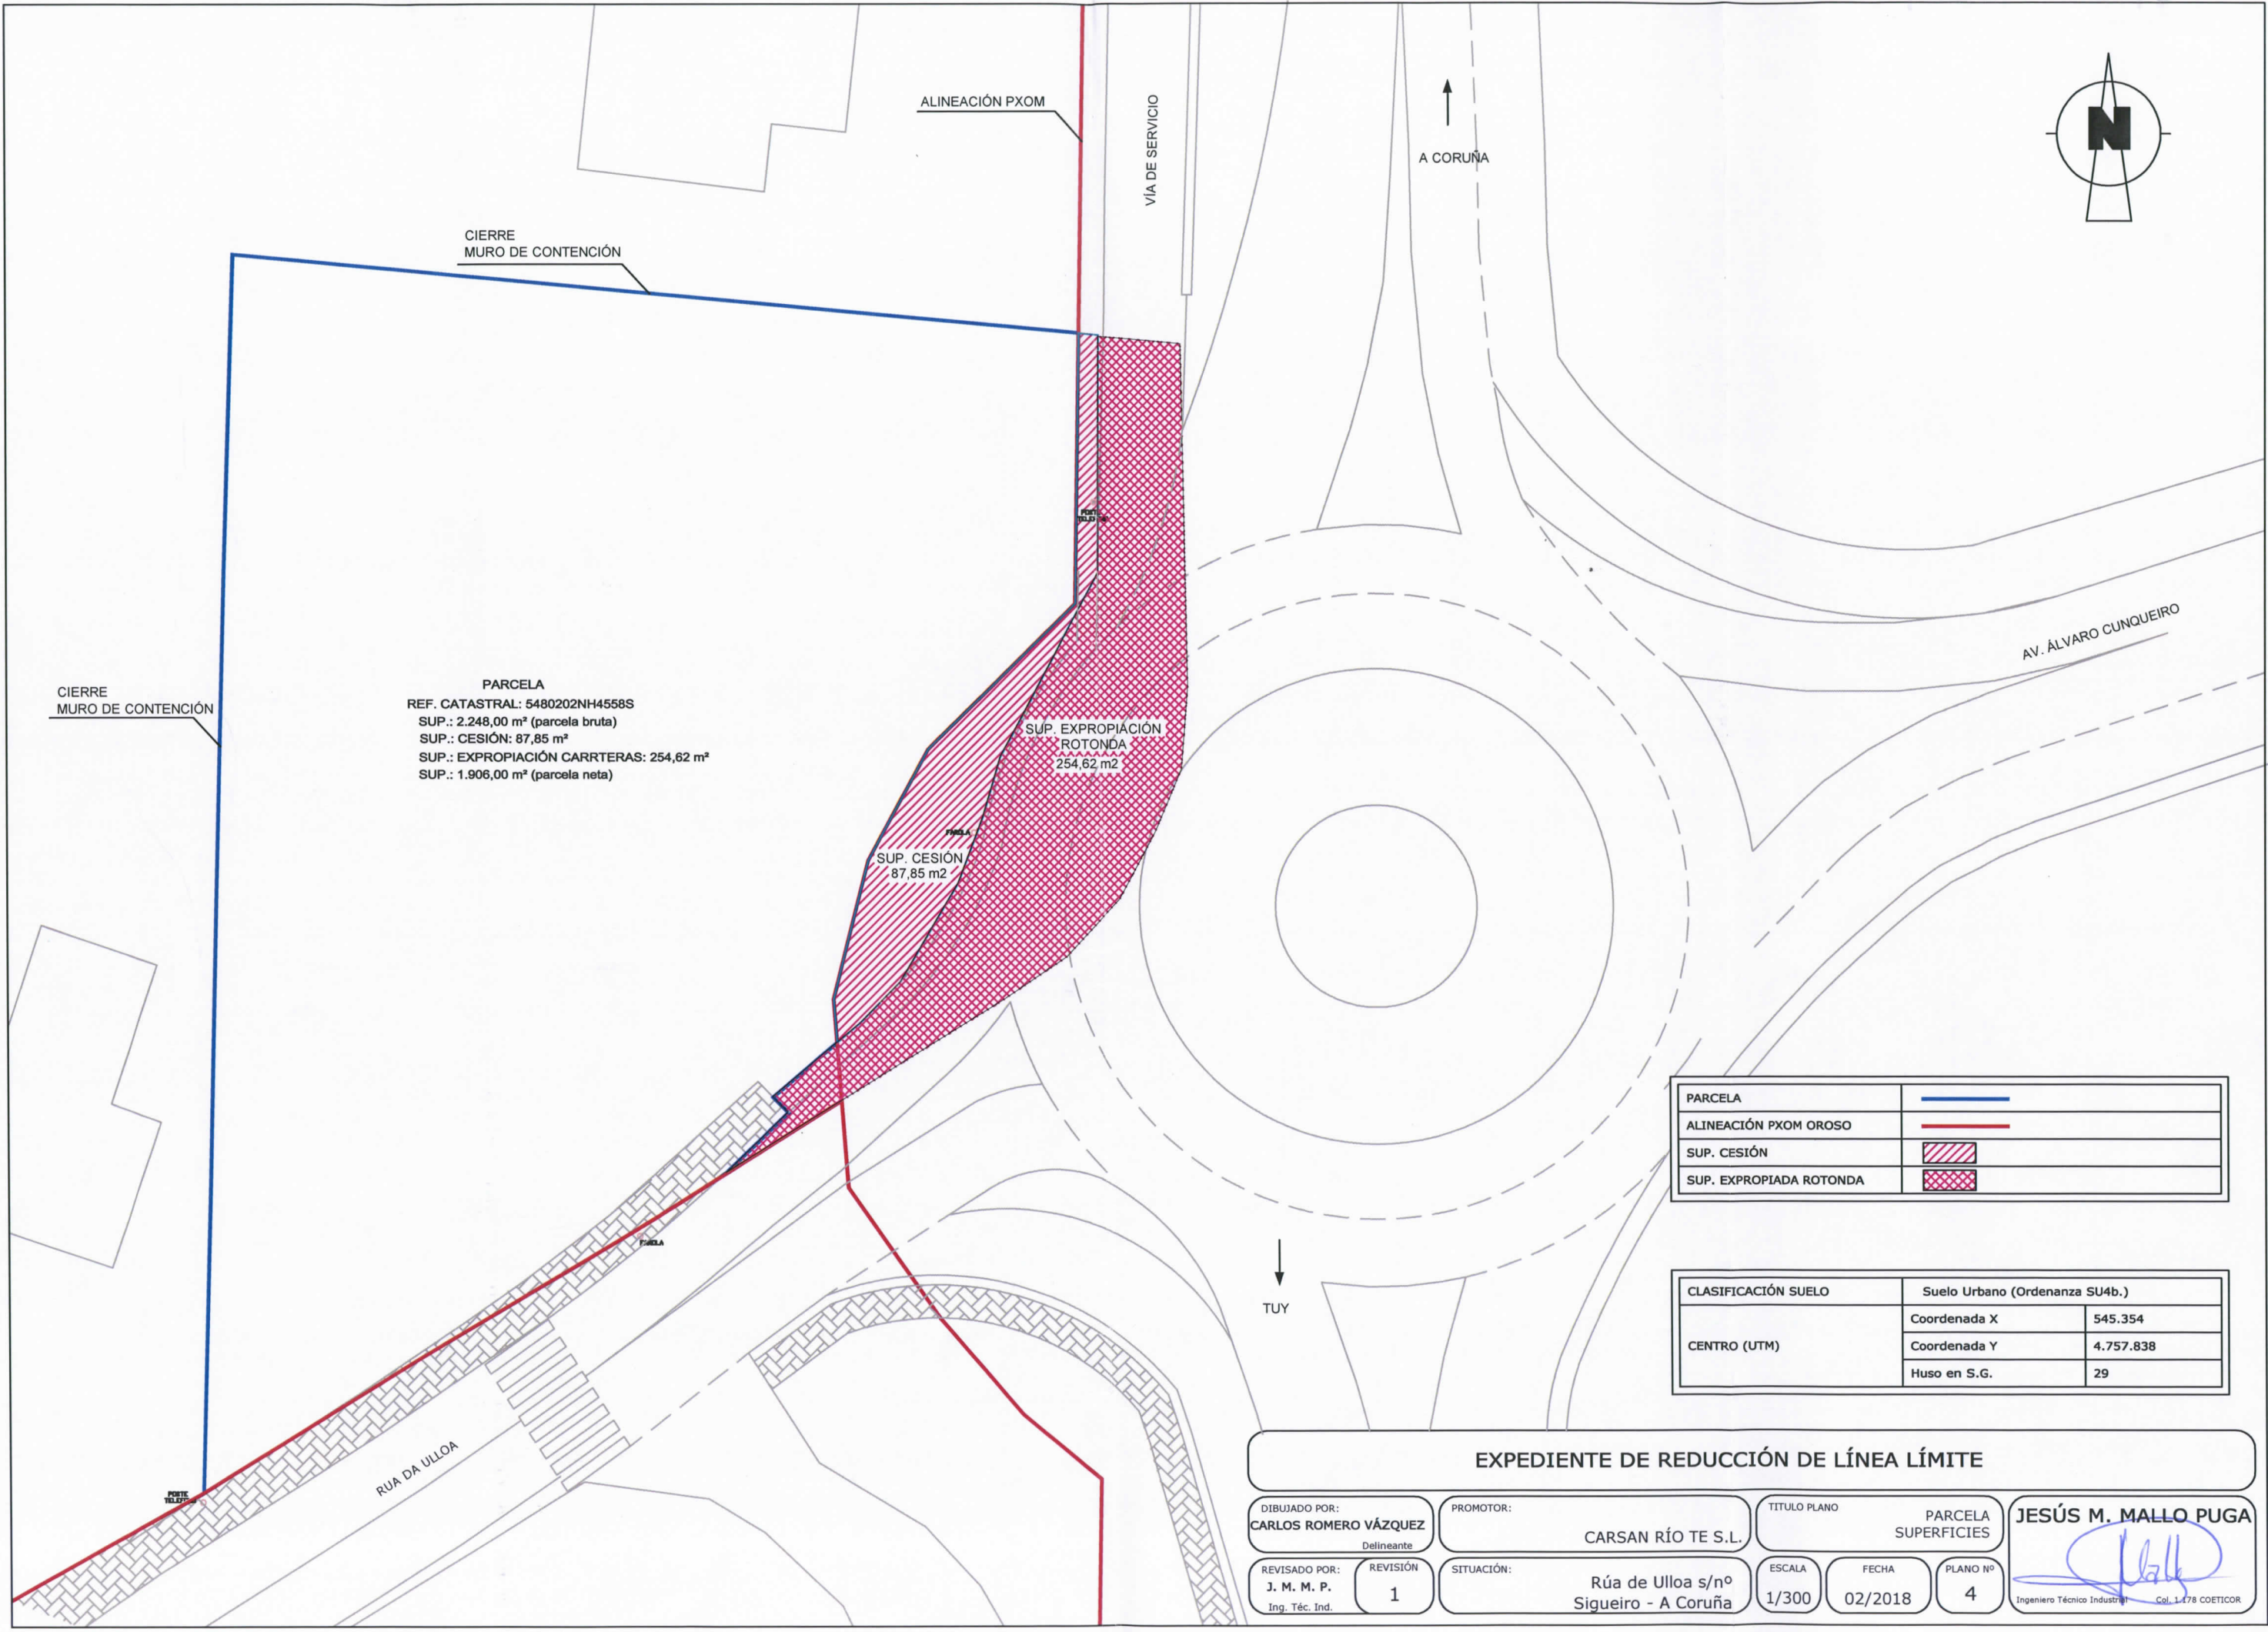 ALINEACIÓN PXOM
VÍA DE SERVICIO
A CORUÑA
N
CIERRE
MURO DE CONTENCIÓN
CIERRE
MURO DE CONTENCIÓN
PARCELA
REF. CATASTRAL: 5480202NH4558S
SUP.: 2.248,00 m² (parcela bruta)
SUP.: CESIÓN: 87,85 m²
SUP.: EXPROPIACIÓN CARRTERAS: 254,62 m²
SUP.: 1.906,00 m² (parcela neta)
AV. ÁLVARO CUNQUEIRO
SUP. EXPROPIACIÓN
ROTONDA
254,62 m2
FAROLA
SUP. CESIÓN
87,85 m2
FAROLA
TUY
RUA DA ULLOA
POSTE
PARCELA
ALINEACIÓN PXOM OROSO
SUP. CESIÓN
SUP. EXPROPIADA ROTONDA
CLASIFICACIÓN SUELO Suelo Urbano (Ordenanza SU4b.)
CENTRO (UTM)
Coordenada X 545.354
Coordenada Y 4.757.838
Huso en S.G. 29
EXPEDIENTE DE REDUCCIÓN DE LÍNEA LÍMITE
DIBUJADO POR:
CARLOS ROMERO VÁZQUEZ
Delineante
PROMOTOR:
CARSAN RÍO TE S.L.
TITULO PLANO
PARCELA
SUPERFICIES
JESÚS M. MALLO PUGA
REVISADO POR:
J. M. M. P.
Ing. Téc. Ind.
REVISIÓN
1
SITUACIÓN:
Rúa de Ulloa s/nº
Sigueiro - A Coruña
ESCALA
1/300
FECHA
02/2018
PLANO Nº
4
Ingeniero Técnico Industrial Col. 1.178 COETICOR